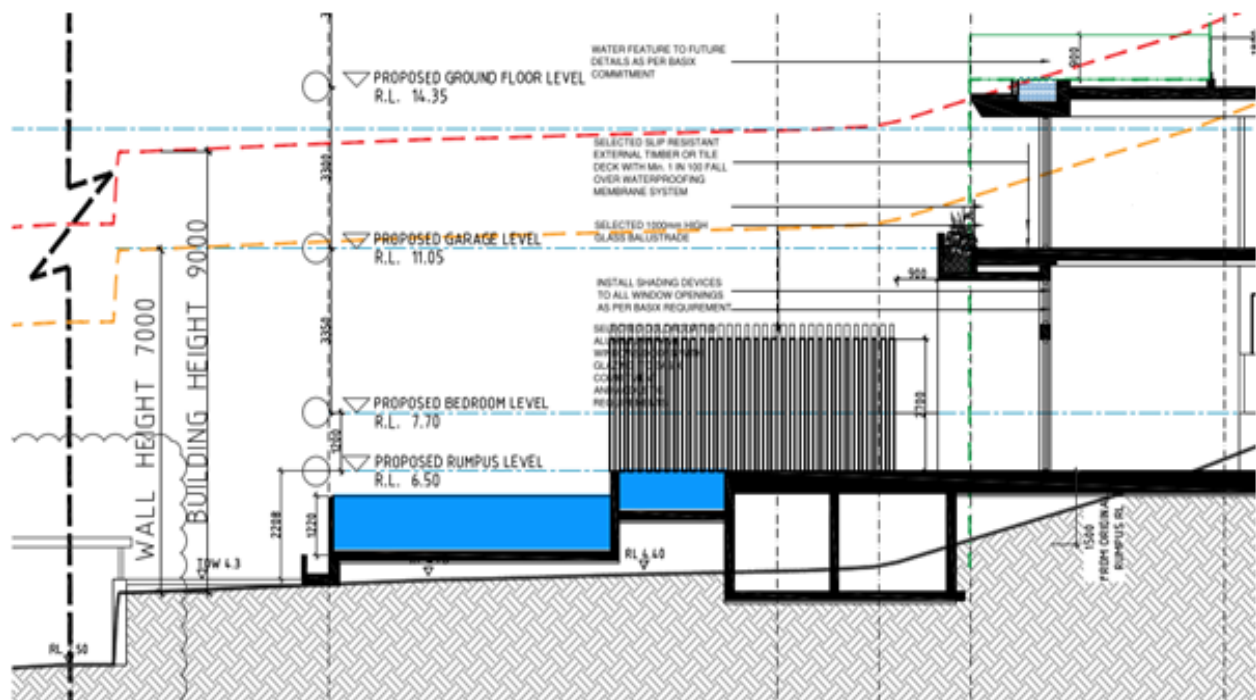 WATER FEATURE TO FUTURE
DETAILS AS PER BASIX
COMMITMENT
900
PROPOSED GROUND FLOOR LEVEL
R.L. 14.35
SELECTED SLIP RESISTANT
EXTERNAL TIMBER OR TILE
DECK WITH Min. 1 IN 100 FALL
OVER WATERPROOFING
MEMBRANE SYSTEM
3300
SELECTED 1000mm HIGH
GLASS BALUSTRADE
PROPOSED GARAGE LEVEL
R.L. 11.05
900
INSTALL SHADING DEVICES
TO ALL WINDOW OPENINGS
AS PER BASIX REQUIREMENT
WALL HEIGHT 7000
BUILDING HEIGHT 9000
3350
SELECTED
2700
PROPOSED BEDROOM LEVEL
R.L. 7.70
1200
PROPOSED RUMPUS LEVEL
R.L. 6.50
2208
1220
1500
FROM ORIGINAL
RUMPUS RL
TOW 4.3
RL 4.40
RL